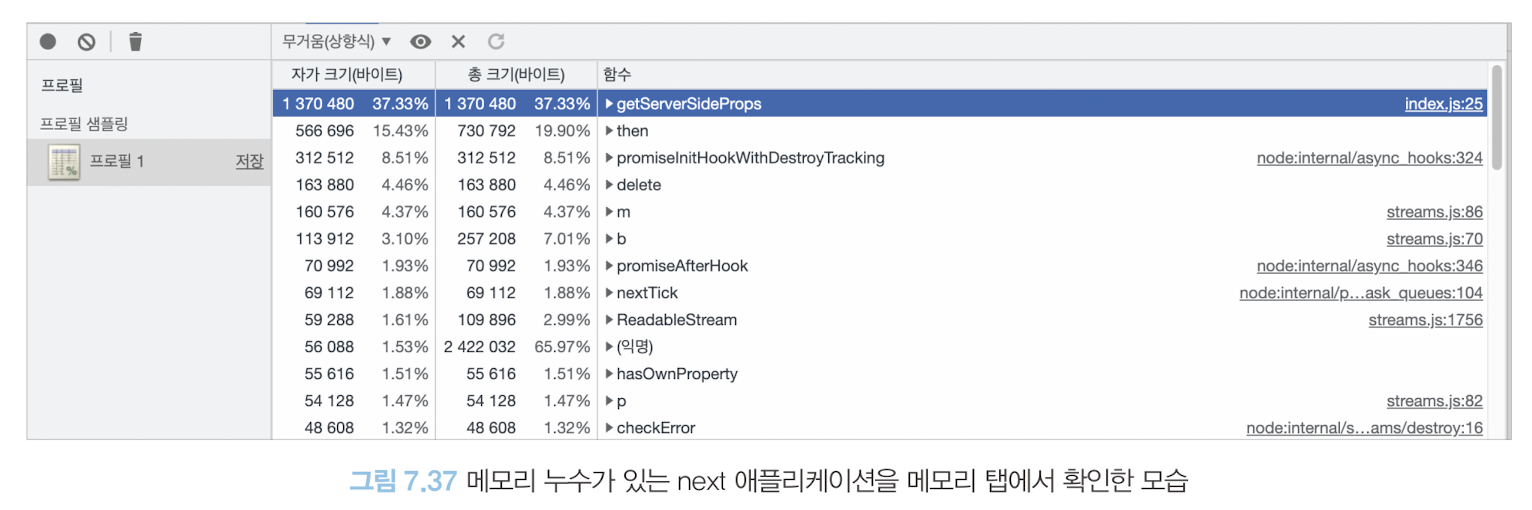 무거움(상향식) ▼
프로필
자가 크기(바이트) 총 크기(바이트) 함수
프로필 샘플링
프로필 1 저장
1 370 480 37.33% 1 370 480 37.33% ▶getServerSideProps index.js:25
566 696 15.43% 730 792 19.90% ▶then
312 512 8.51% 312 512 8.51% ▶promiseInitHookWithDestroyTracking node:internal/async_hooks:324
163 880 4.46% 163 880 4.46% ▶delete
160 576 4.37% 160 576 4.37% ▶m streams.js:86
113 912 3.10% 257 208 7.01% ▶b streams.js:70
70 992 1.93% 70 992 1.93% ▶promiseAfterHook node:internal/async_hooks:346
69 112 1.88% 69 112 1.88% ▶nextTick node:internal/p…ask_queues:104
59 288 1.61% 109 896 2.99% ▶ReadableStream streams.js:1756
56 088 1.53% 2 422 032 65.97% ▶(익명)
55 616 1.51% 55 616 1.51% ▶hasOwnProperty
54 128 1.47% 54 128 1.47% ▶p streams.js:82
48 608 1.32% 48 608 1.32% ▶checkError node:internal/s…ams/destroy:16
그림 7.37 메모리 누수가 있는 next 애플리케이션을 메모리 탭에서 확인한 모습